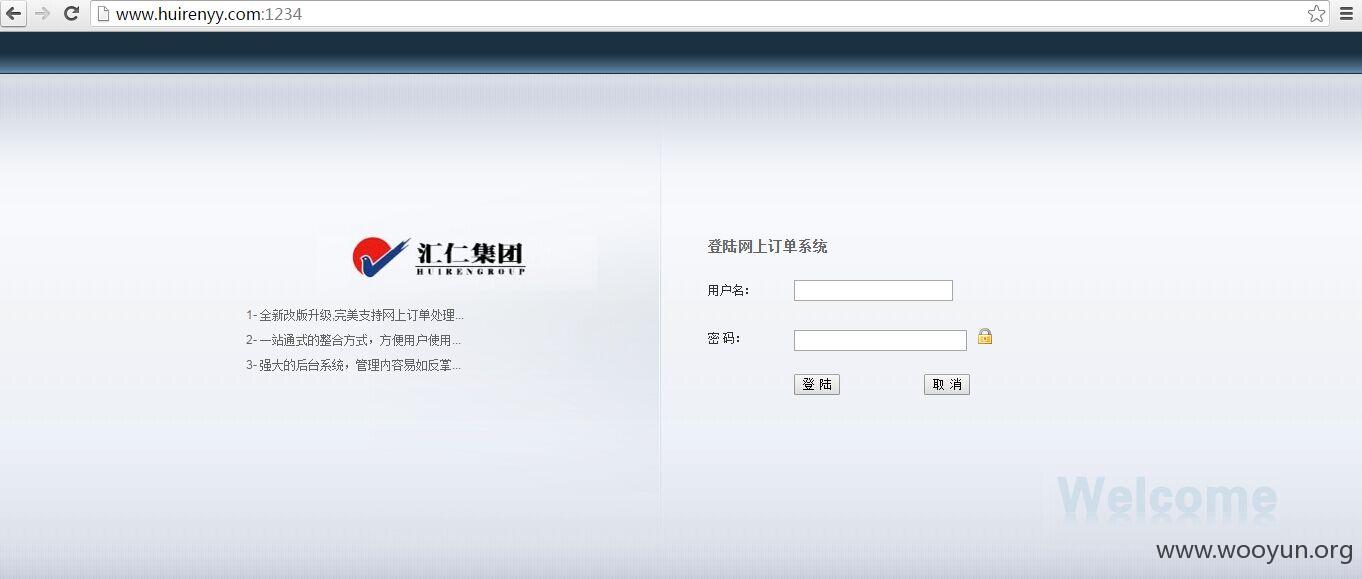 www.huirenyy.com:1234
汇仁集团
HUIRENGROUP
1- 全新改版升级,完美支持网上订单处理...
2- 一站通式的整合方式，方便用户使用...
3- 强大的后台系统，管理内容易如反掌...
登陆网上订单系统
用户名:
密 码:
登 陆 取 消
Welcome
www.wooyun.org